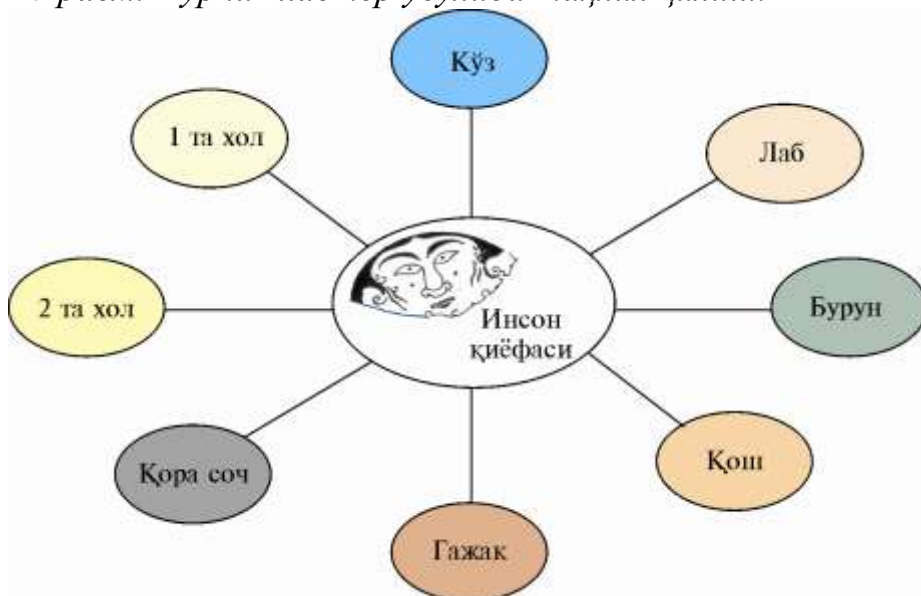 Кўз
1 та хол
Лаб
2 та хол
Инсон
қиёфаси
Бурун
Қора соч
Қош
Гажак